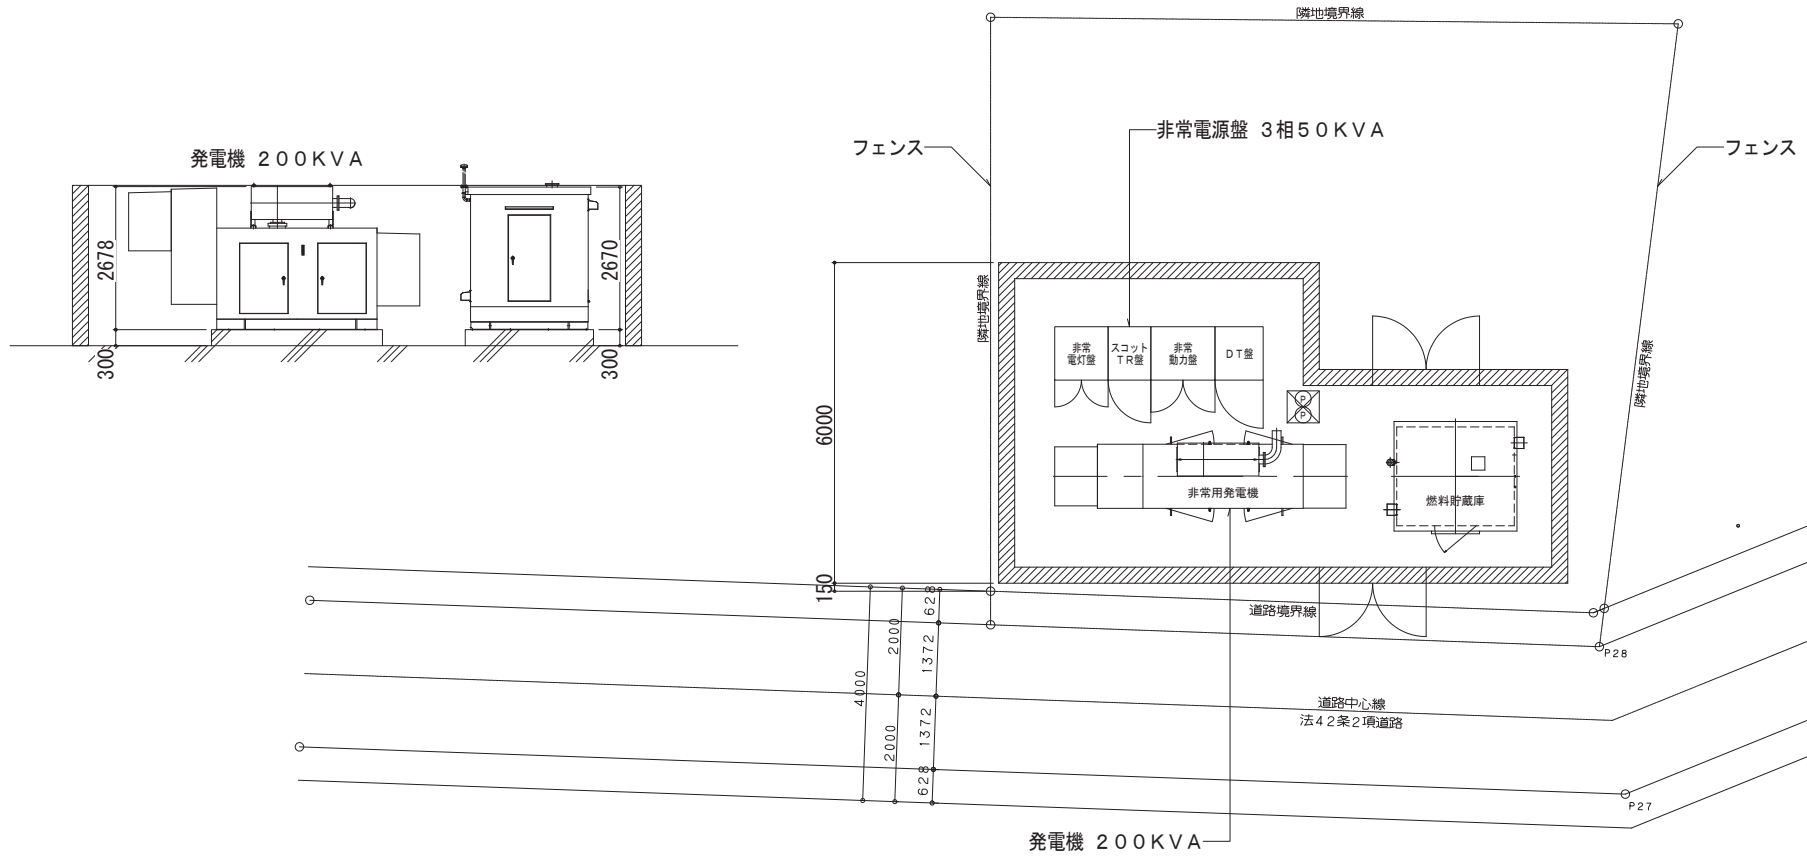 隣地境界線
非常電源盤 3相50KVA
フェンス
フェンス
発電機 200KVA
2678
2670
300
300
隣地境界線
隣地境界線
非常
電灯盤
スコット
TR盤
非常
動力盤
DT盤
P
P
6000
非常用発電機
燃料貯蔵庫
150
628
道路境界線
2000
1372
4000
P28
道路中心線
法42条2項道路
2000
1372
628
P27
発電機 200KVA